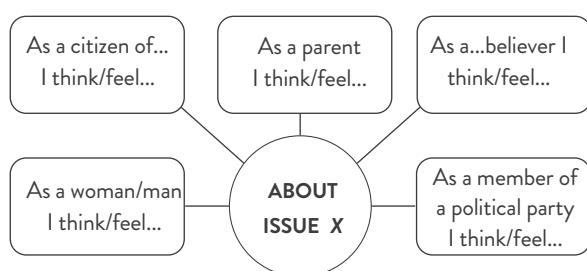 As a citizen of...
I think/feel...
As a parent
I think/feel...
As a...believer I
think/feel...
As a woman/man
I think/feel...
ABOUT
ISSUE X
As a member of
a political party
I think/feel...